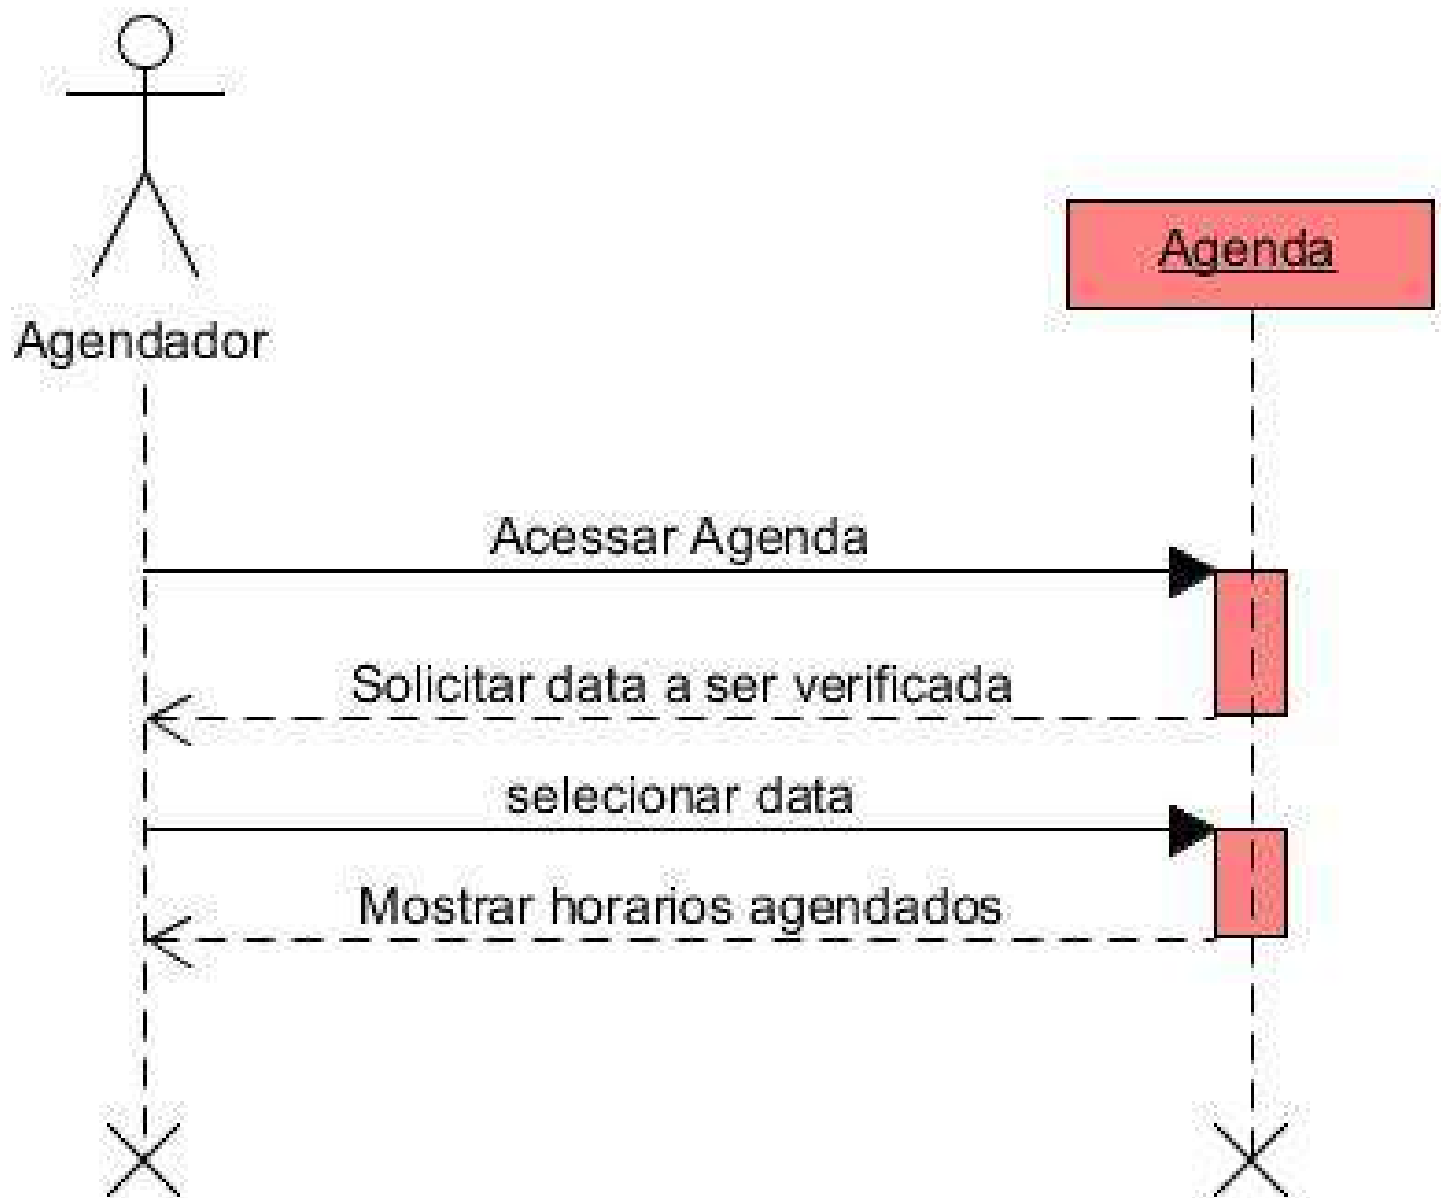 Agenda
Agendador
Acessar Agenda
Solicitar data a ser verificada
selecionar data
Mostrar horarios agendados